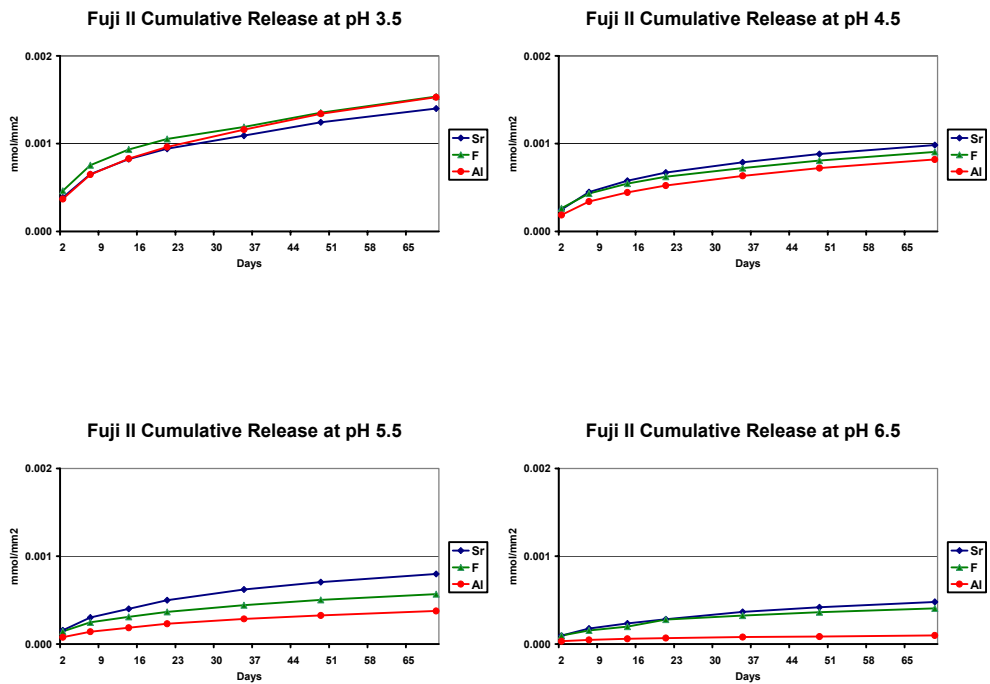 Fuji II Cumulative Release at pH 3.5
0.002
0.001
0.000
mmol/mm2
2 9 16 23 30 37 44 51 58 65
Days
Sr
F
Al
Fuji II Cumulative Release at pH 4.5
0.002
0.001
0.000
mmol/mm2
2 9 16 23 30 37 44 51 58 65
Days
Sr
F
Al
Fuji II Cumulative Release at pH 5.5
0.002
0.001
0.000
mmol/mm2
2 9 16 23 30 37 44 51 58 65
Days
Sr
F
Al
Fuji II Cumulative Release at pH 6.5
0.002
0.001
0.000
mmol/mm2
2 9 16 23 30 37 44 51 58 65
Days
Sr
F
Al